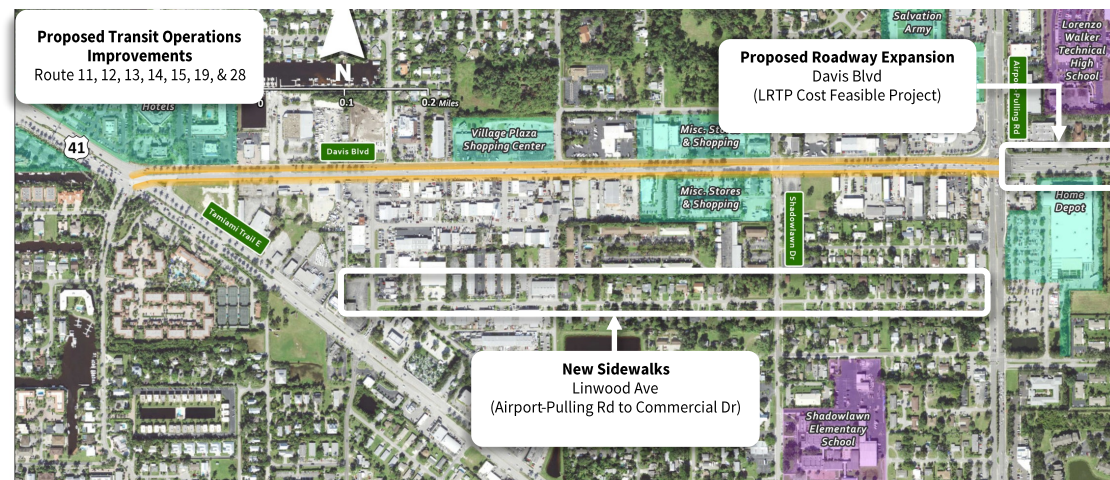 Proposed Transit Operations
Improvements
Route 11, 12, 13, 14, 15, 19, & 28
N
0
0.1
0.2 Miles
Hotels
41
Davis Blvd
Village Plaza
Shopping Center
Misc.
& Shopping
Misc. Stores
& Shopping
Salvation
Army
Proposed Roadway Expansion
Davis Blvd
(LRTP Cost Feasible Project)
Lorenzo
Walker
Technical
High
School
Pulling Rd
Home
Depot
Tamiami Trail E
Shadowlawn Dr
New Sidewalks
Linwood Ave
(Airport-Pulling Rd to Commercial Dr)
Shadowlawn
Elementary
School